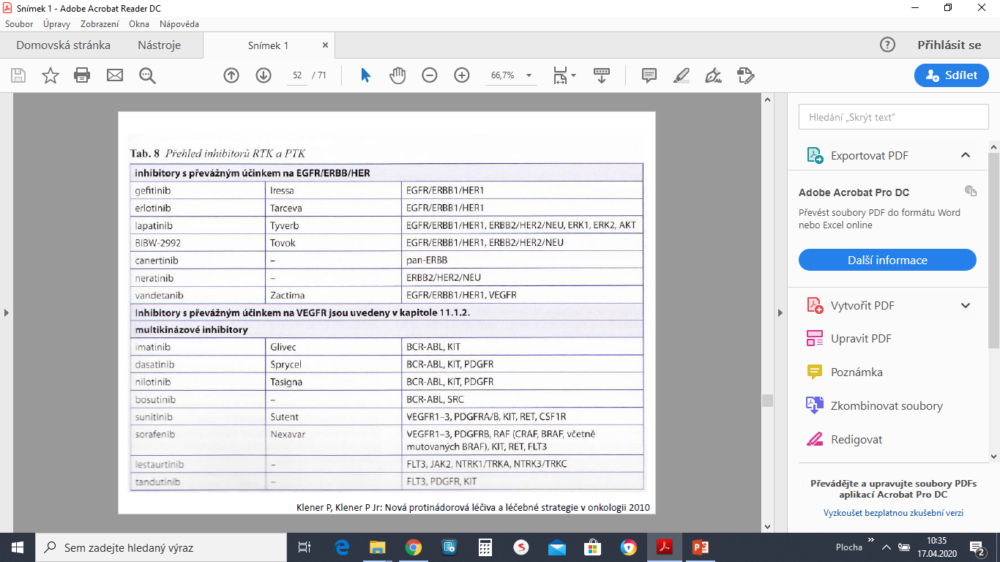 Snímek 1 - Adobe Acrobat Reader DC
Soubor Úpravy Zobrazení Okna Nápověda
Domovská stránka Nástroje Snímek 1 × ? Přihlásit se
52 / 71 66,7% Sdílet
Tab. 8 Přehled inhibitorů RTK a PTK
inhibitory s převážným účinkem na EGFR/ERBB/HER
gefitinib Iressa EGFR/ERBB1/HER1
erlotinib Tarceva EGFR/ERBB1/HER1
lapatinib Tyverb EGFR/ERBB1/HER1, ERBB2/HER2/NEU, ERK1, ERK2, AKT
BIBW-2992 Tovok EGFR/ERBB1/HER1, ERBB2/HER2/NEU
canertinib – pan-ERBB
neratinib – ERBB2/HER2/NEU
vandetanib Zactima EGFR/ERBB1/HER1, VEGFR
Inhibitory s převážným účinkem na VEGFR jsou uvedeny v kapitole 11.1.2.
multikinázové inhibitory
imatinib Glivec BCR-ABL, KIT
dasatinib Sprycel BCR-ABL, KIT, PDGFR
nilotinib Tasigna BCR-ABL, KIT, PDGFR
bosutinib – BCR-ABL, SRC
sunitinib Sutent VEGFR1–3, PDGFRA/B, KIT, RET, CSF1R
sorafenib Nexavar VEGFR1–3, PDGFRB, RAF (CRAF, BRAF, včetně
mutovaných BRAF), KIT, RET, FLT3
lestaurtinib – FLT3, JAK2, NTRK1/TRKA, NTRK3/TRKC
tandutinib – FLT3, PDGFR, KIT
Klener P, Klener P Jr: Nová protinádorová léčiva a léčebné strategie v onkologii 2010
Hledání „Skrýt text"
Exportovat PDF
Adobe Acrobat Pro DC
Převést soubory PDF do formátu Word
nebo Excel online
Další informace
Vytvořit PDF
Upravit PDF
Poznámka
Zkombinovat soubory
Redigovat
Převádějte a upravujte soubory PDFs
aplikací Acrobat Pro DC
Vyzkoušet bezplatnou zkušební verzi
Sem zadejte hledaný výraz
Plocha »
10:35
17.04.2020
2